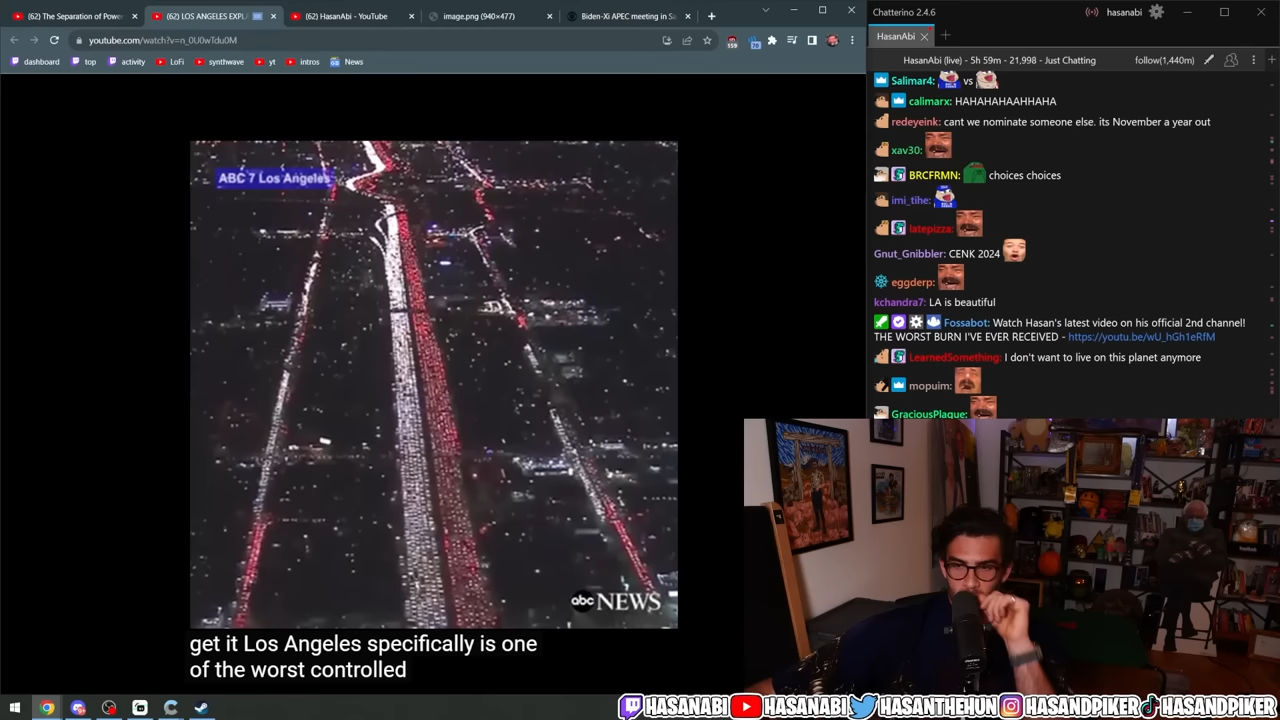 (62) The Separation of Power
(62) LOS ANGELES EXPL
(62) HasanAbi - YouTube
image.png (940×477)
Biden-Xi APEC meeting in Sa
youtube.com/watch?v=n_0U0wTdu0M
159
78
dashboard
top
activity
LoFi
synthwave
yt
intros
News
ABC 7 Los Angeles
abc NEWS
get it Los Angeles specifically is one
of the worst controlled
Chatterino 2.4.6
hasanabi
HasanAbi
HasanAbi (live) - 5h 59m - 21,998 - Just Chatting
follow(1,440m)
Salimar4: vs
calimarx: HAHAHAHAAHHAHA
redeyeink: cant we nominate someone else. its November a year out
xav30:
BRCFRMN: choices choices
imi_tihe:
latepizza:
Gnut_Gnibbler: CENK 2024
eggderp:
kchandra7: LA is beautiful
Fossabot: Watch Hasan's latest video on his official 2nd channel!
THE WORST BURN I'VE EVER RECEIVED - https://youtu.be/wU_hGh1eRfM
LearnedSomething: I don't want to live on this planet anymore
mopuim:
GraciousPlaque:
HASANABI
HASANABI
HASANTHEHUN
HASANDPIKER
HASANDPIKER